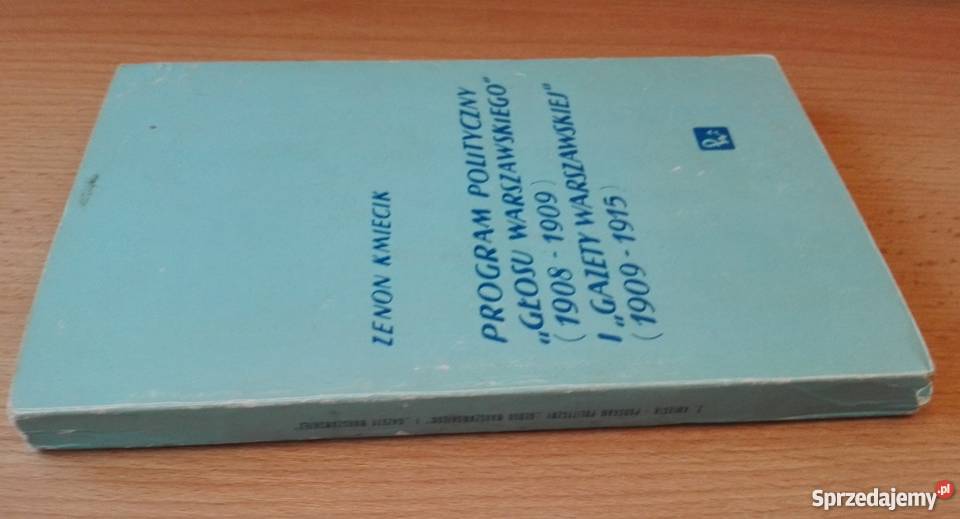 ZENON KMIECIK
PROGRAM POLITYCZNY
„GŁOSU WARSZAWSKIEGO"
(1908 - 1909)
I „GAZETY WARSZAWSKIEJ"
(1909 - 1915)
Z. KMIECIK - PROGRAM POLITYCZNY „GŁOSU WARSZAWSKIEGO" I „GAZETY WARSZAWSKIEJ"
Sprzedajemy.pl